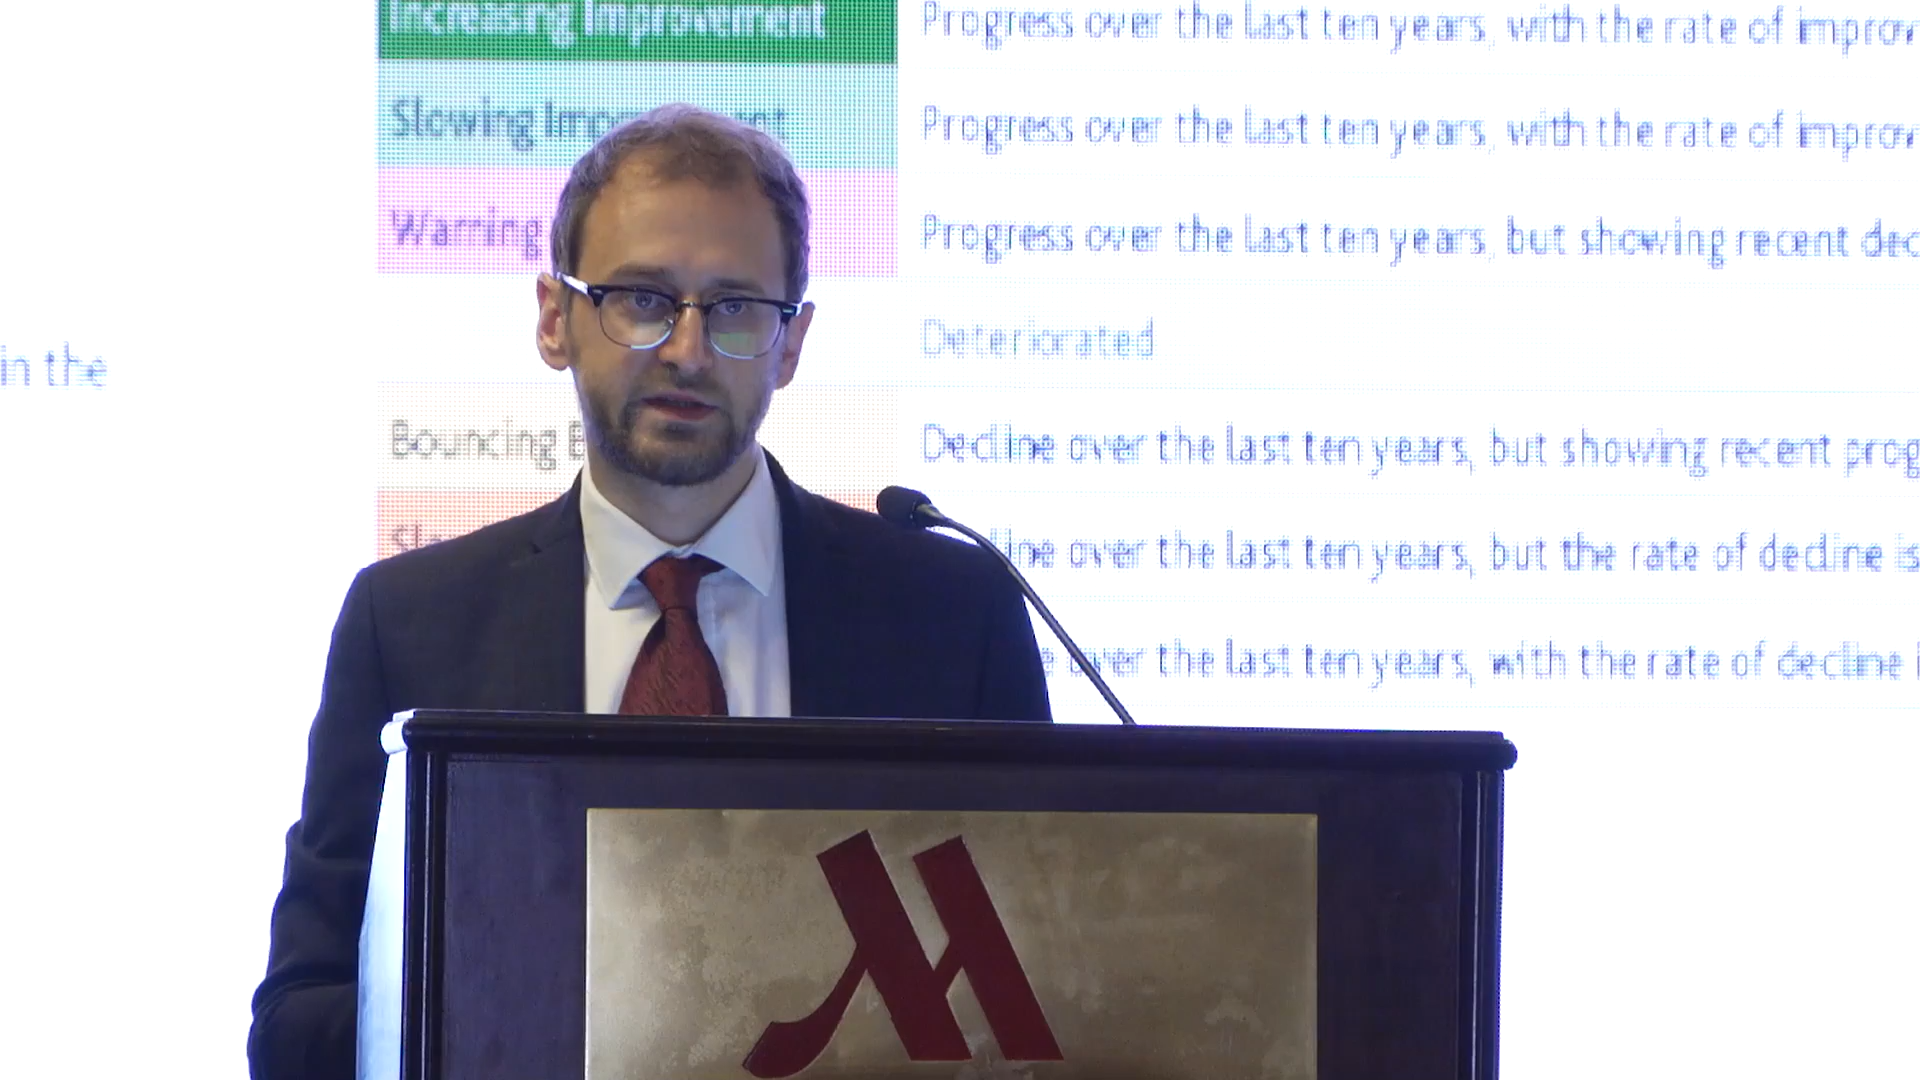 Increasing Improvement
Progress over the last ten years, with the rate of improv
Slowing
Progress over the last ten years, with the rate of improv
Warning
Progress over the last ten years, but showing recent dec
in the
Deteriorated
Bouncing B
Decline over the last ten years, but showing recent prog
line over the last ten years, but the rate of decline is
e over the last ten years, with the rate of decline i